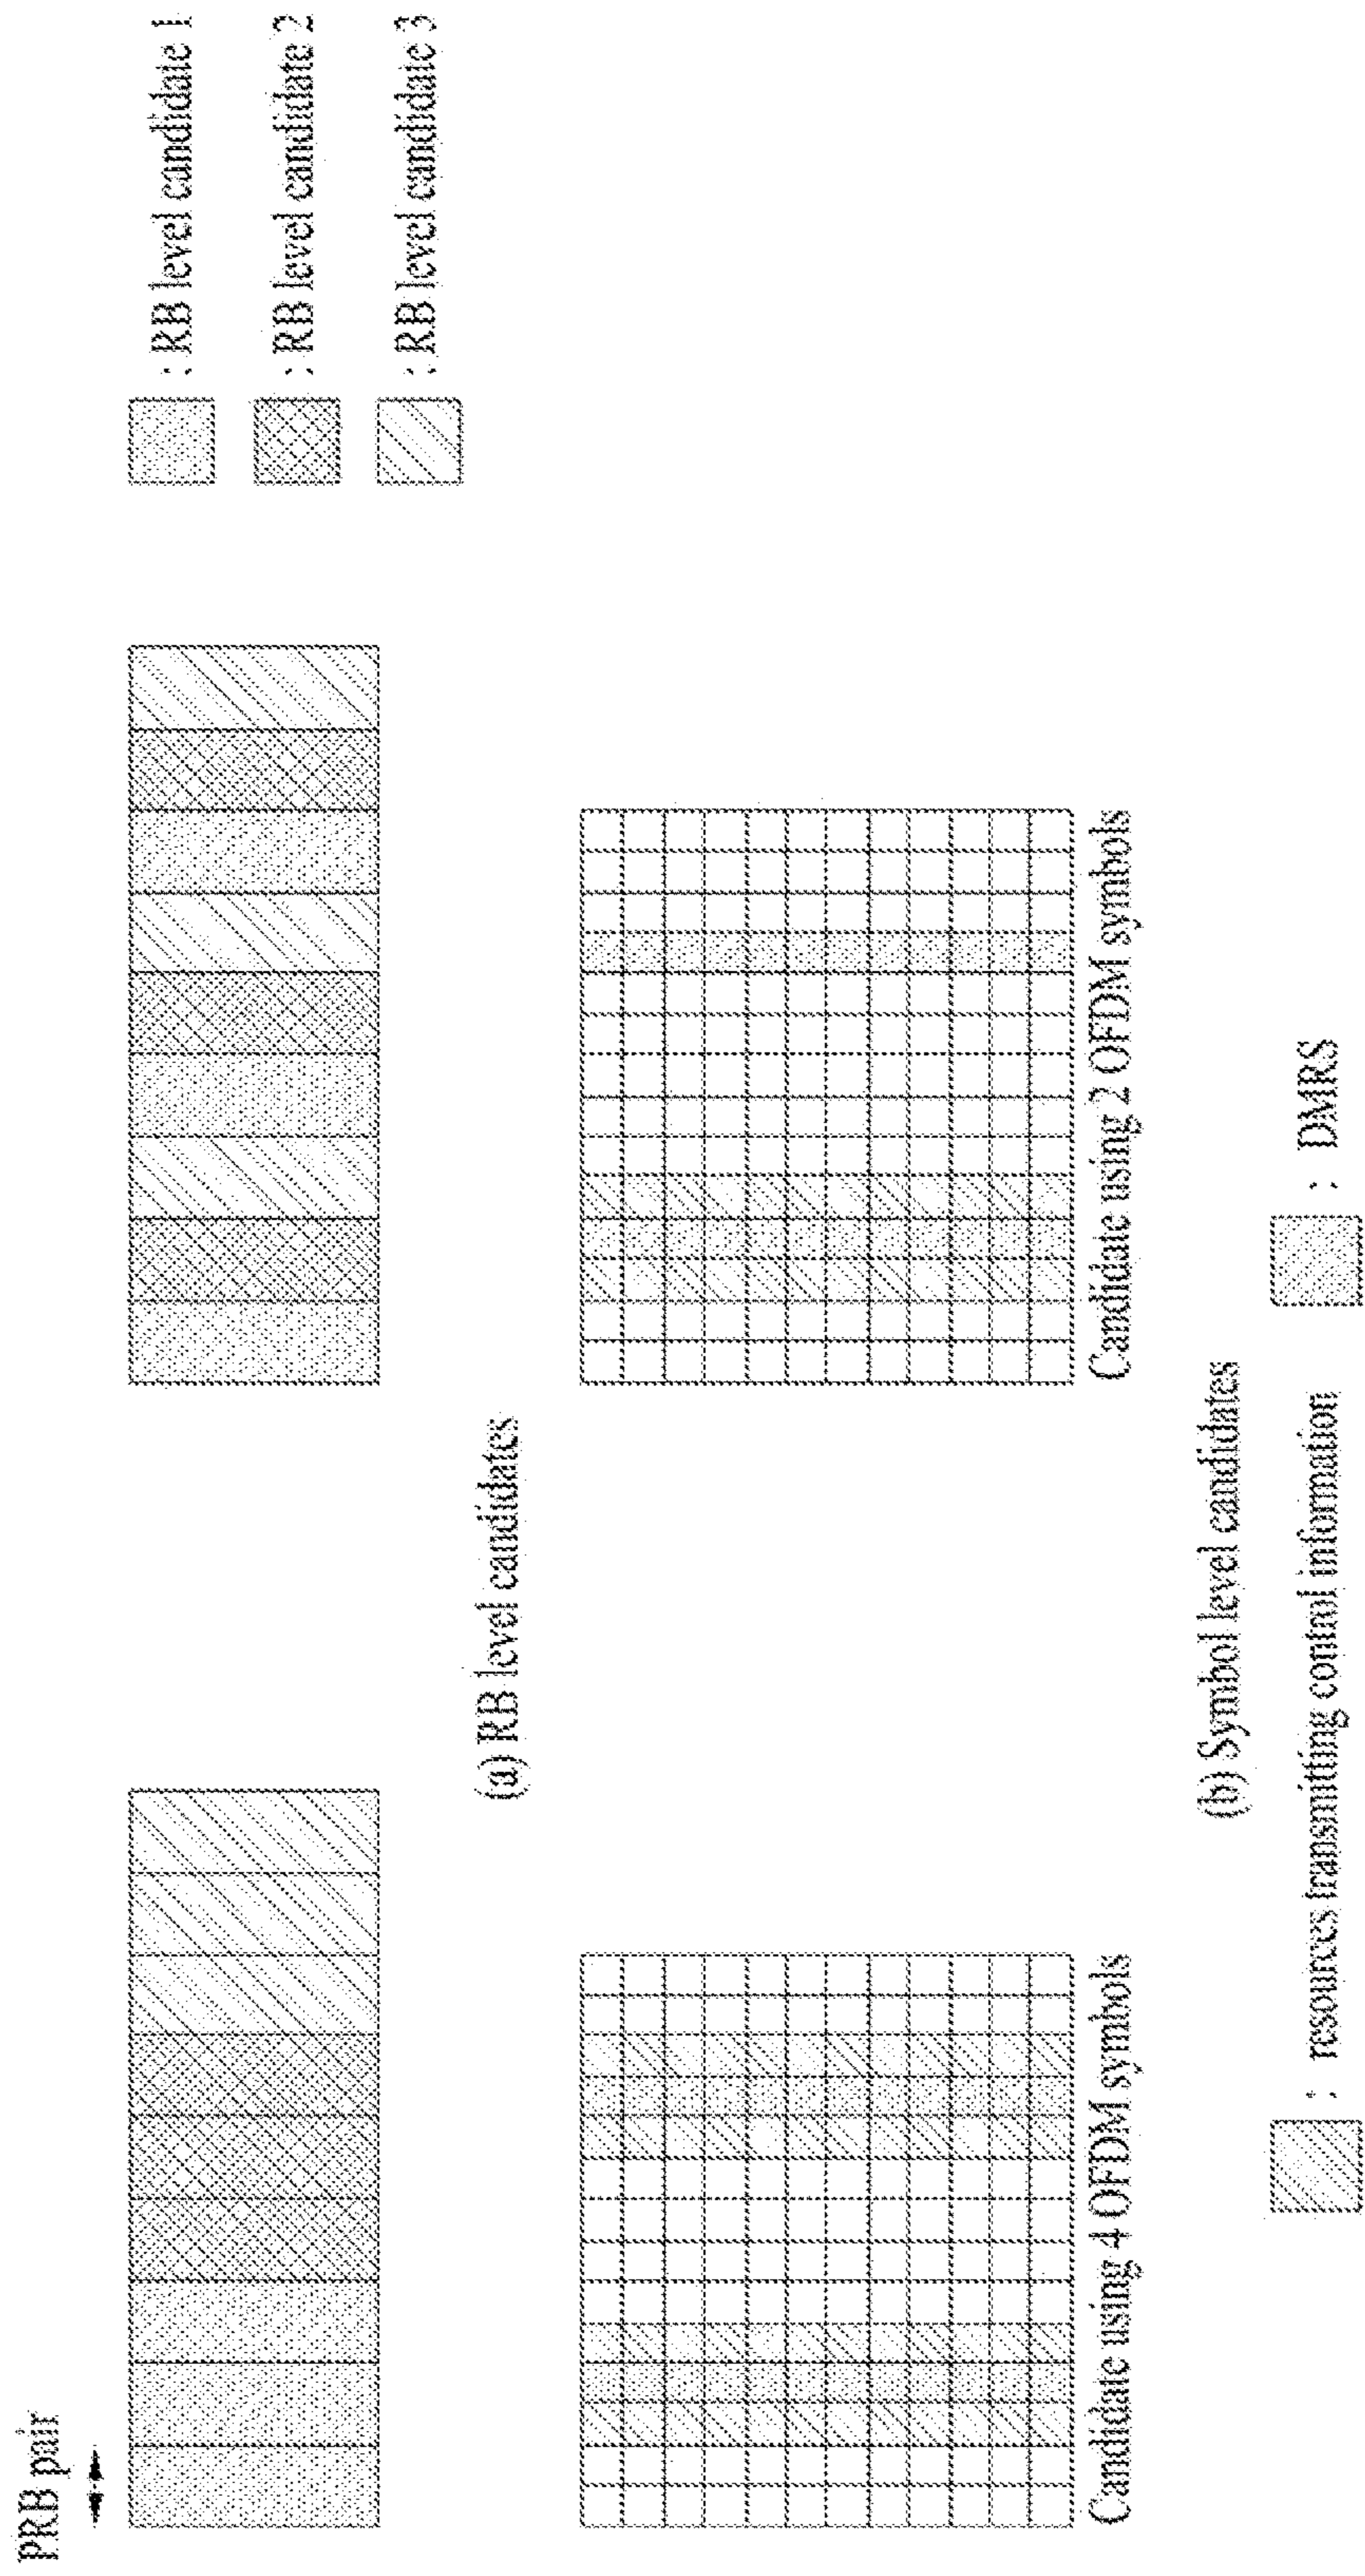 PRB pair
: RB level candidate 1
: RB level candidate 2
: RB level candidate 3
(a) RB level candidates
Candidate using 4 OFDM symbols
Candidate using 2 OFDM symbols
(b) Symbol level candidates
: resources transmitting control information
: DMRS